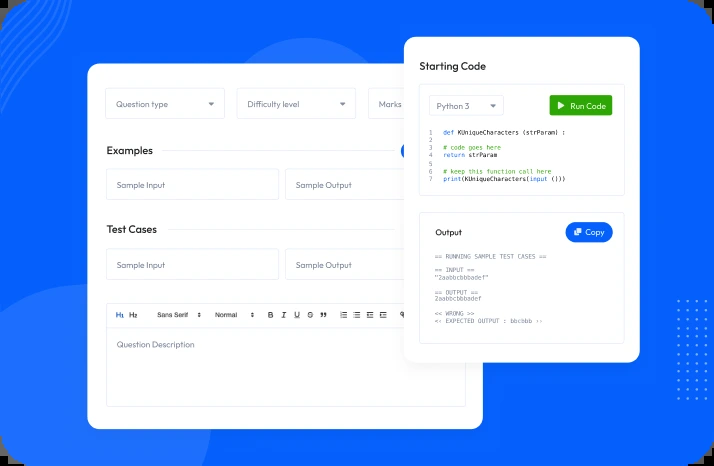 Question type
Difficulty level
Marks
Examples
Sample Input
Sample Output
Test Cases
Sample Input
Sample Output
H1 H2 Sans Serif Normal B I U S
Question Description
Starting Code
Python 3
Run Code
1 def KUniqueCharacters (strParam) :
2
3 # code goes here
4 return strParam
5
6 # keep this function call here
7 print(KUniqueCharacters(input ()))
Output
Copy
== RUNNING SAMPLE TEST CASES ==
== INPUT ==
"2aabbcbbbadef"
== OUTPUT ==
2aabbcbbbadef
<< WRONG >>
<< EXPECTED OUTPUT : bbcbbb >>